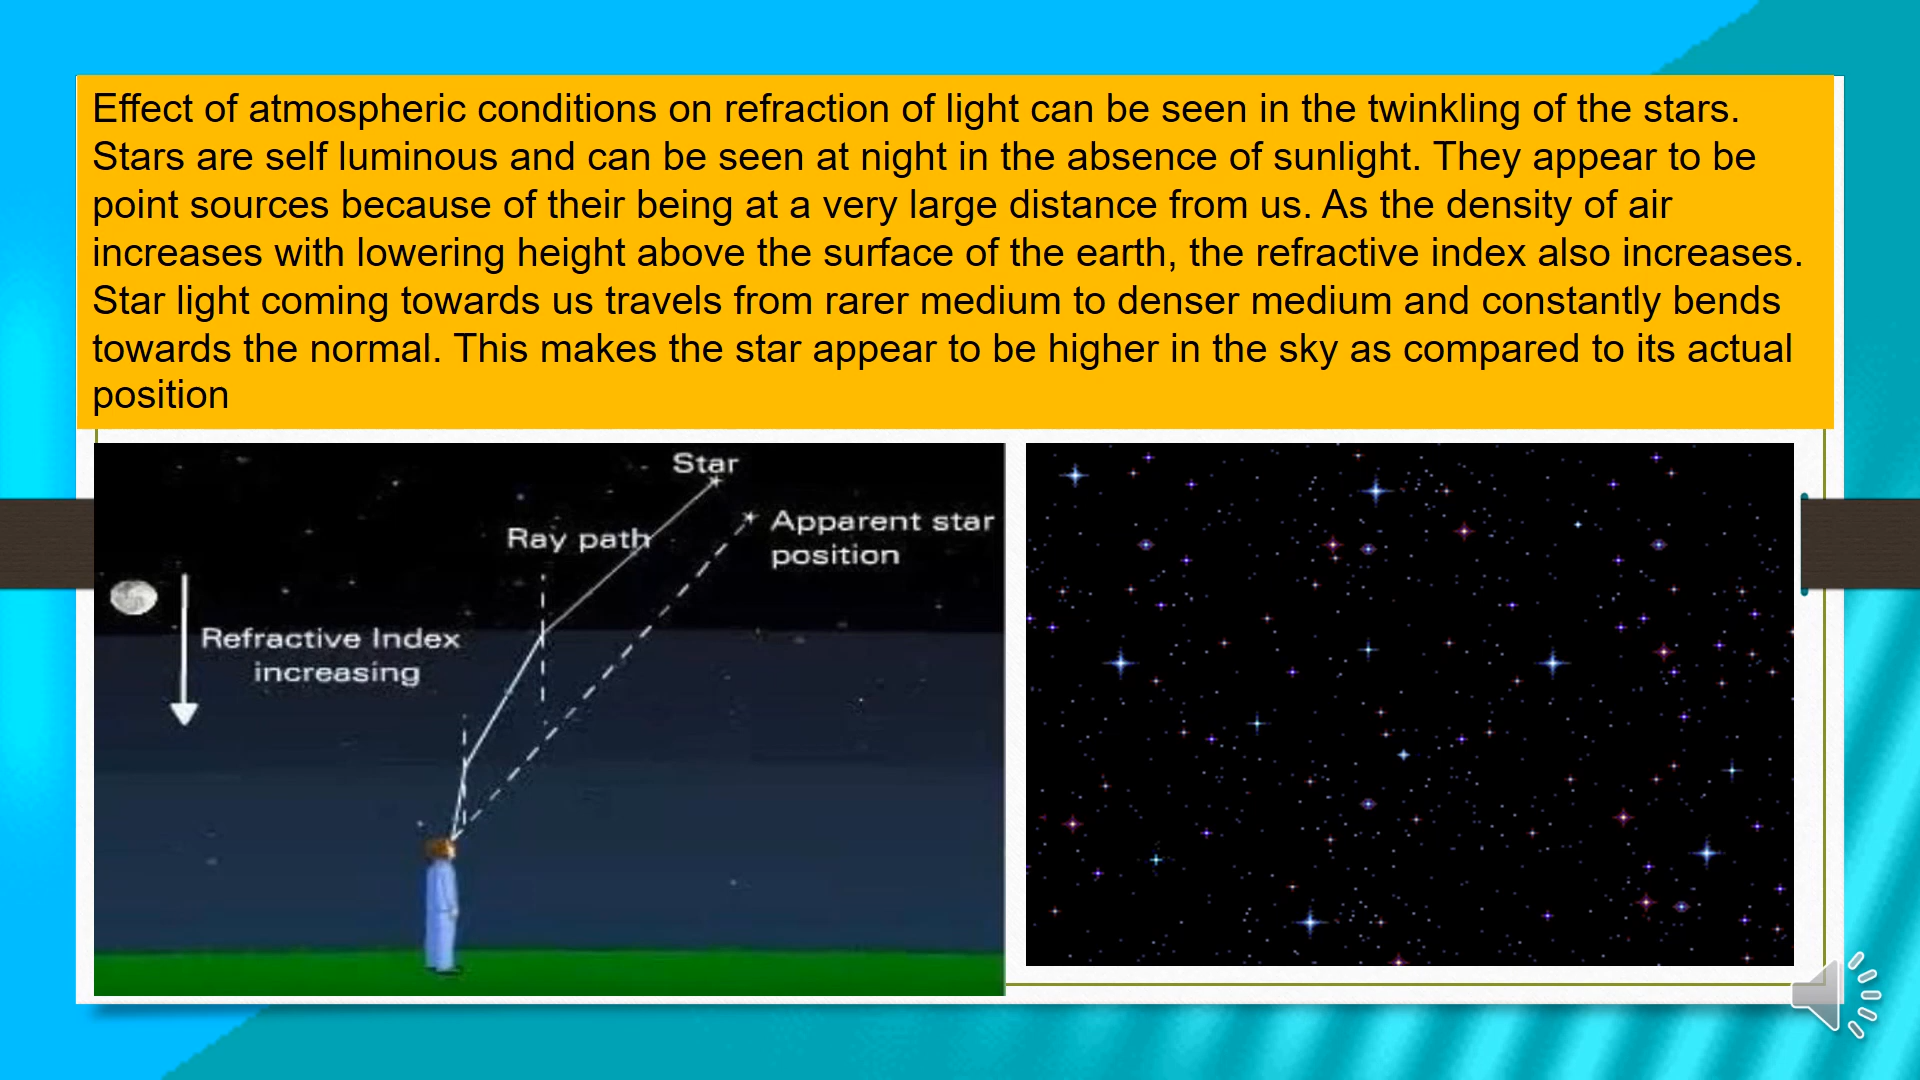 Effect of atmospheric conditions on refraction of light can be seen in the twinkling of the stars.
Stars are self luminous and can be seen at night in the absence of sunlight. They appear to be
point sources because of their being at a very large distance from us. As the density of air
increases with lowering height above the surface of the earth, the refractive index also increases.
Star light coming towards us travels from rarer medium to denser medium and constantly bends
towards the normal. This makes the star appear to be higher in the sky as compared to its actual
position
Star
Ray path
Apparent star
position
Refractive Index
increasing